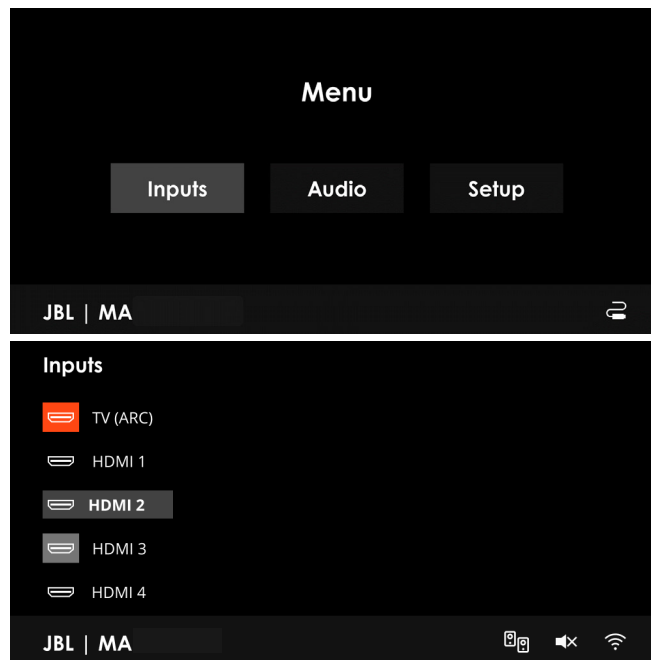 Menu
Inputs Audio Setup
JBL | MA
Inputs
TV (ARC)
HDMI 1
HDMI 2
HDMI 3
HDMI 4
JBL | MA